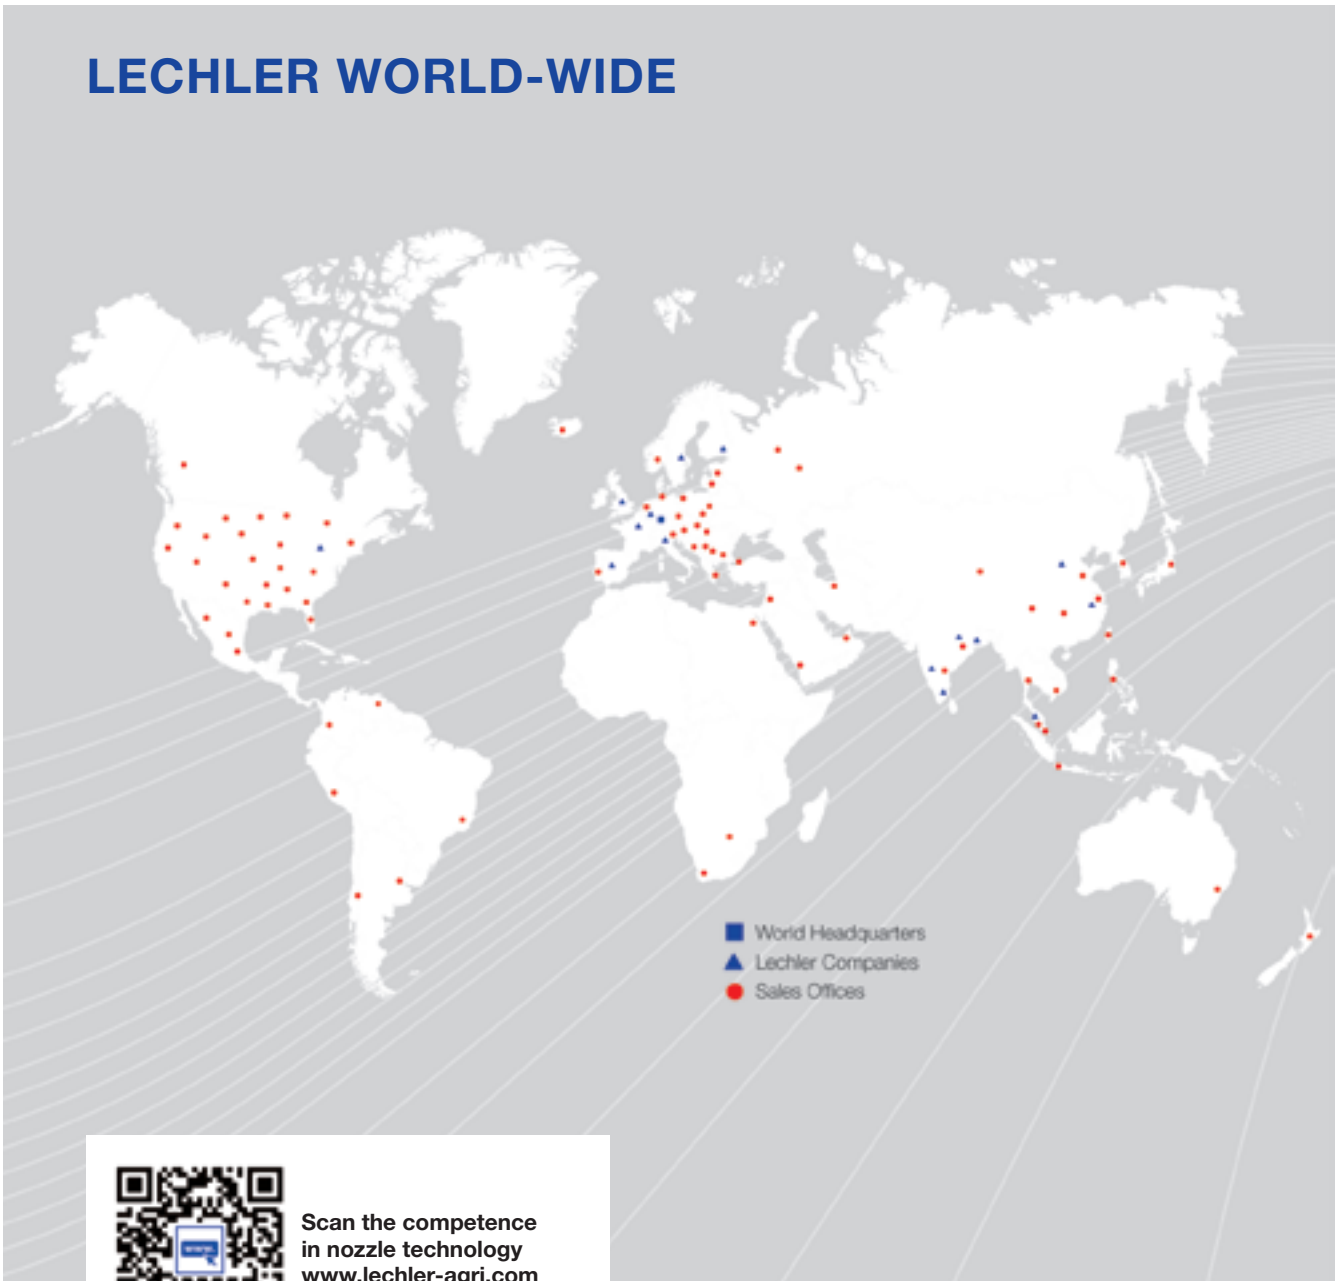 LECHLER WORLD-WIDE
World Headquarters
Lechler Companies
Sales Offices
Scan the competence
in nozzle technology
www.lechler-agri.com
www.